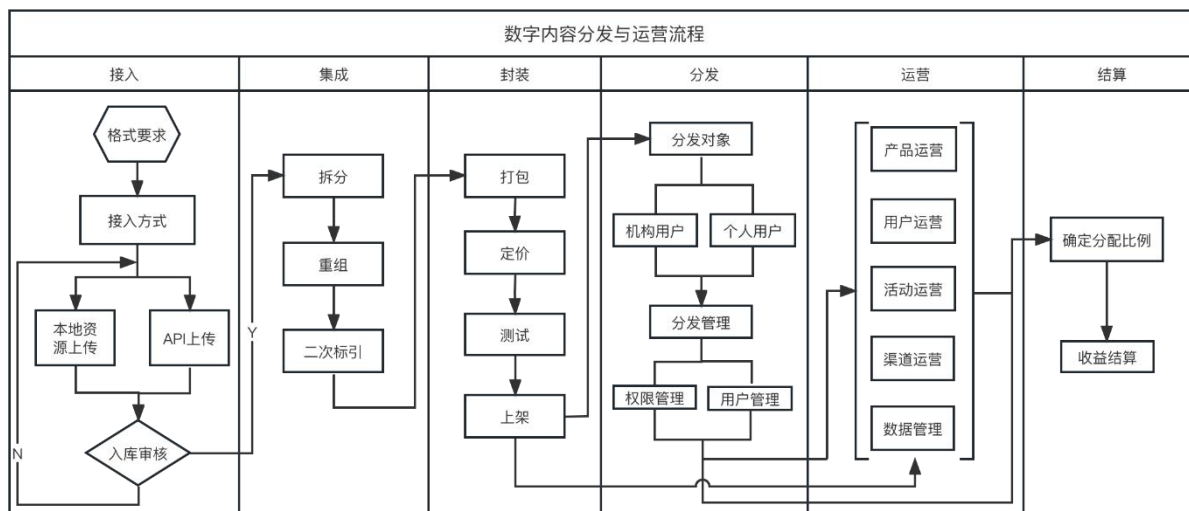 数字内容分发与运营流程
接入
集成
封装
分发
运营
结算
格式要求
接入方式
本地资
源上传
API上传
入库审核
N
Y
拆分
重组
二次标引
打包
定价
测试
上架
分发对象
机构用户
个人用户
分发管理
权限管理
用户管理
产品运营
用户运营
活动运营
渠道运营
数据管理
确定分配比例
收益结算